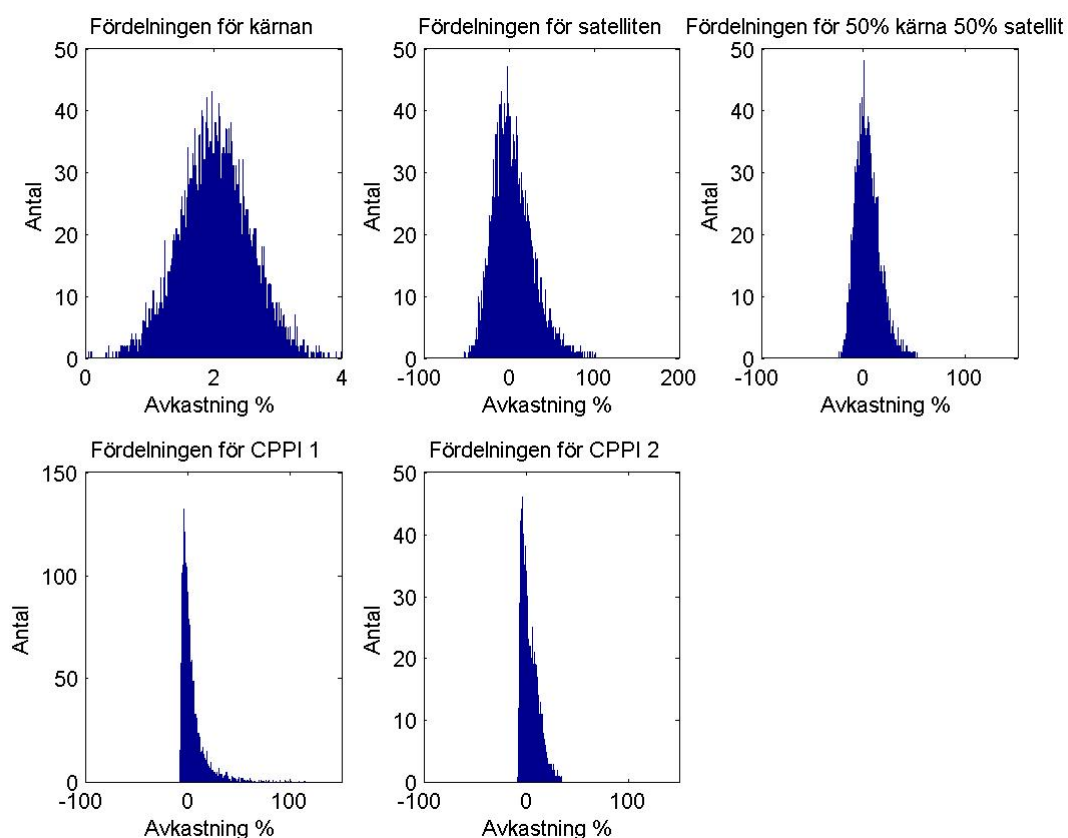 Fördelningen för kärnan
50
40
30
20
10
0
Antal
0
2
4
Avkastning %
Fördelningen för satelliten
50
40
30
20
10
0
Antal
-100
0
100
200
Avkastning %
Fördelningen för 50% kärna 50% satellit
50
40
30
20
10
0
Antal
-100
0
100
Avkastning %
Fördelningen för CPPI 1
150
100
50
0
Antal
-100
0
100
Avkastning %
Fördelningen för CPPI 2
50
40
30
20
10
0
Antal
-100
0
100
Avkastning %